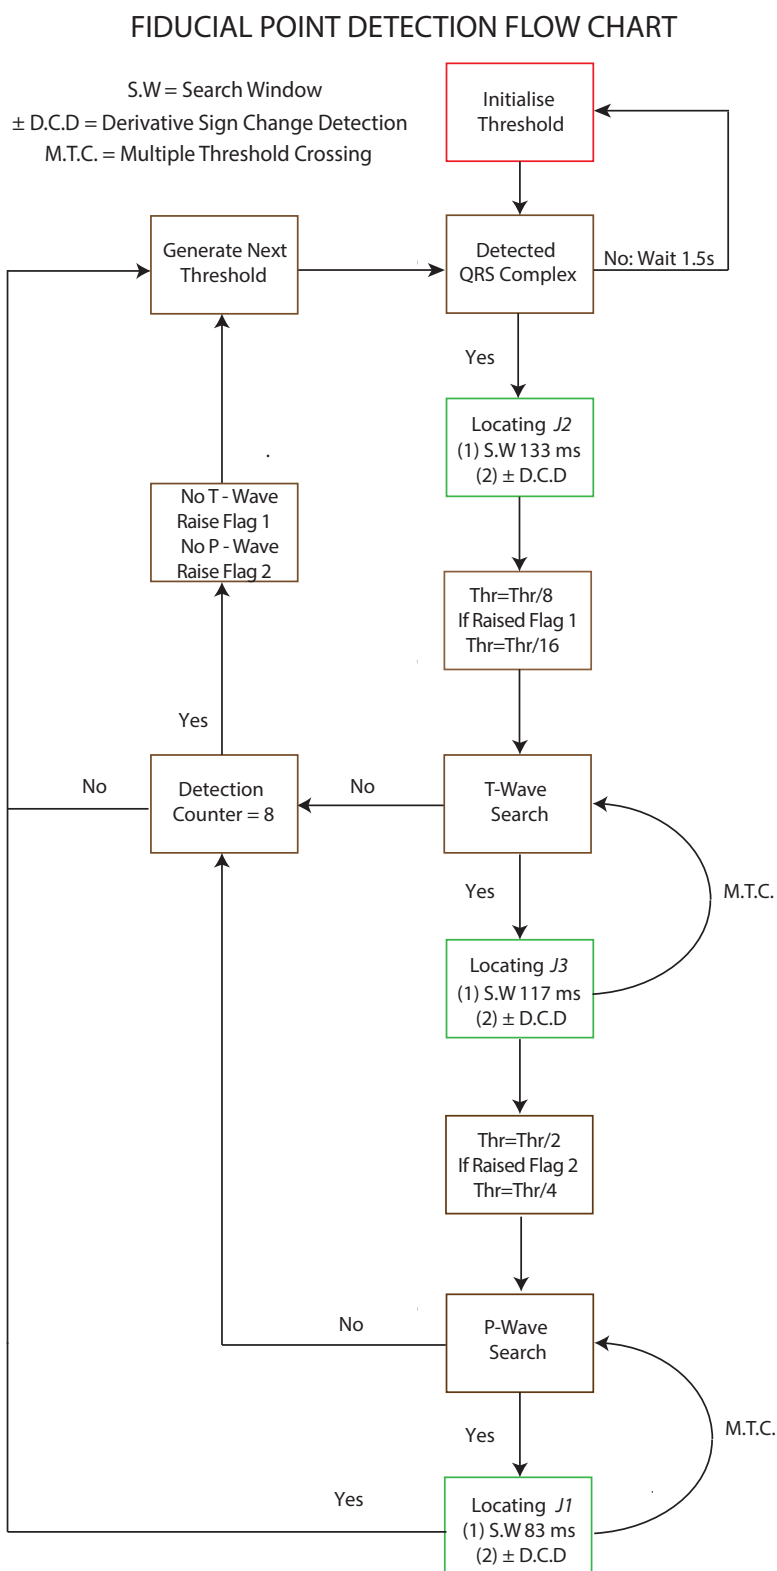 FIDUCIAL POINT DETECTION FLOW CHART
S.W = Search Window
± D.C.D = Derivative Sign Change Detection
M.T.C. = Multiple Threshold Crossing
Initialise
Threshold
Generate Next
Threshold
Detected
QRS Complex
No: Wait 1.5s
Yes
Locating J2
(1) S.W 133 ms
(2) ± D.C.D
No T - Wave
Raise Flag 1
No P - Wave
Raise Flag 2
Thr=Thr/8
If Raised Flag 1
Thr=Thr/16
Yes
No
Detection
Counter = 8
No
T-Wave
Search
Yes
M.T.C.
Locating J3
(1) S.W 117 ms
(2) ± D.C.D
Thr=Thr/2
If Raised Flag 2
Thr=Thr/4
No
P-Wave
Search
Yes
M.T.C.
Yes
Locating J1
(1) S.W 83 ms
(2) ± D.C.D